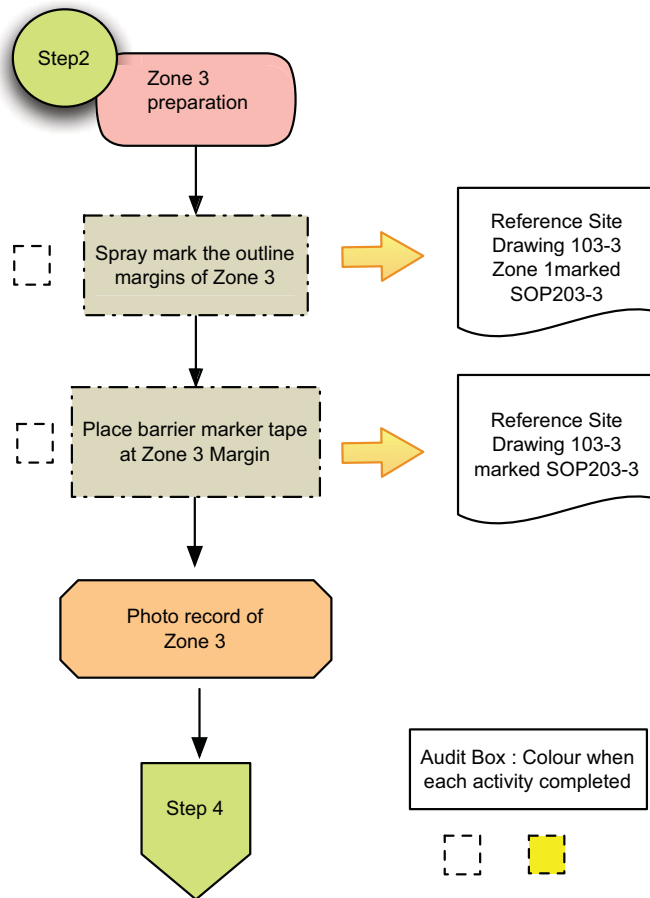 Step2
Zone 3
preparation
Spray mark the outline
margins of Zone 3
Reference Site
Drawing 103-3
Zone 1marked
SOP203-3
Place barrier marker tape
at Zone 3 Margin
Reference Site
Drawing 103-3
marked SOP203-3
Photo record of
Zone 3
Step 4
Audit Box : Colour when
each activity completed